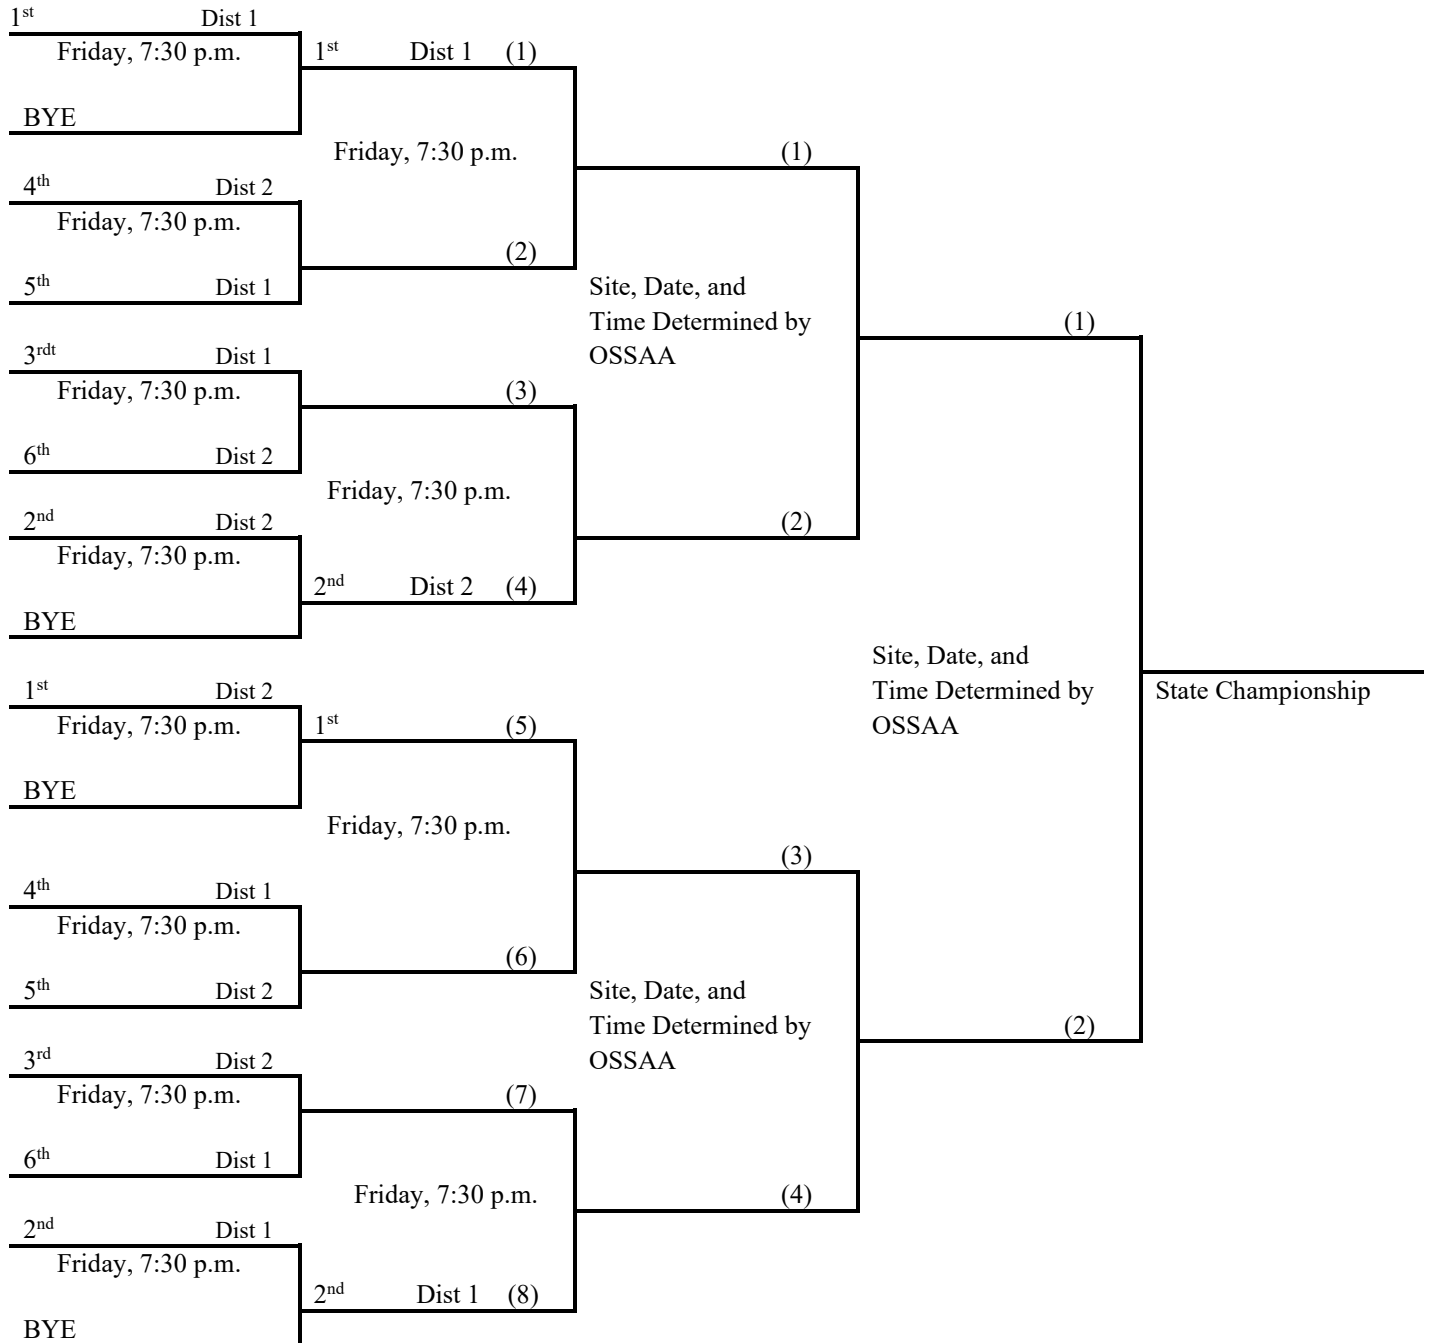 1st Dist 1
Friday, 7:30 p.m.
1st Dist 1 (1)
BYE
Friday, 7:30 p.m.
(1)
4th Dist 2
Friday, 7:30 p.m.
(2)
5th Dist 1
Site, Date, and
Time Determined by
OSSAA
(1)
3rdt Dist 1
Friday, 7:30 p.m.
(3)
6th Dist 2
Friday, 7:30 p.m.
2nd Dist 2
(2)
Friday, 7:30 p.m.
2nd Dist 2 (4)
BYE
Site, Date, and
Time Determined by
OSSAA
State Championship
1st Dist 2
Friday, 7:30 p.m.
1st (5)
BYE
Friday, 7:30 p.m.
(3)
4th Dist 1
Friday, 7:30 p.m.
(6)
5th Dist 2
Site, Date, and
Time Determined by
OSSAA
(2)
3rd Dist 2
Friday, 7:30 p.m.
(7)
6th Dist 1
Friday, 7:30 p.m.
(4)
2nd Dist 1
Friday, 7:30 p.m.
2nd Dist 1 (8)
BYE